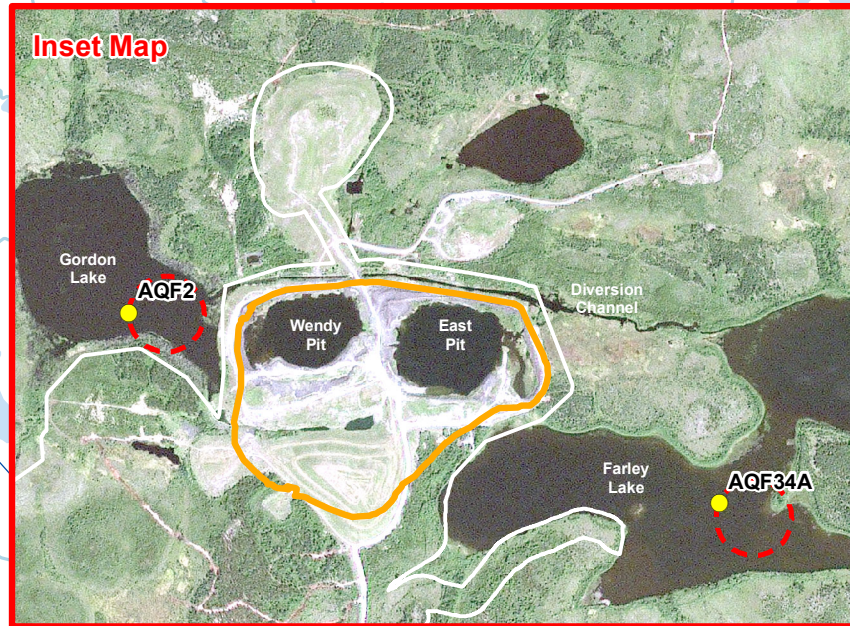 Inset Map
Gordon
Lake
AQF2
Wendy
Pit
East
Pit
Diversion
Channel
Farley
Lake
AQF34A